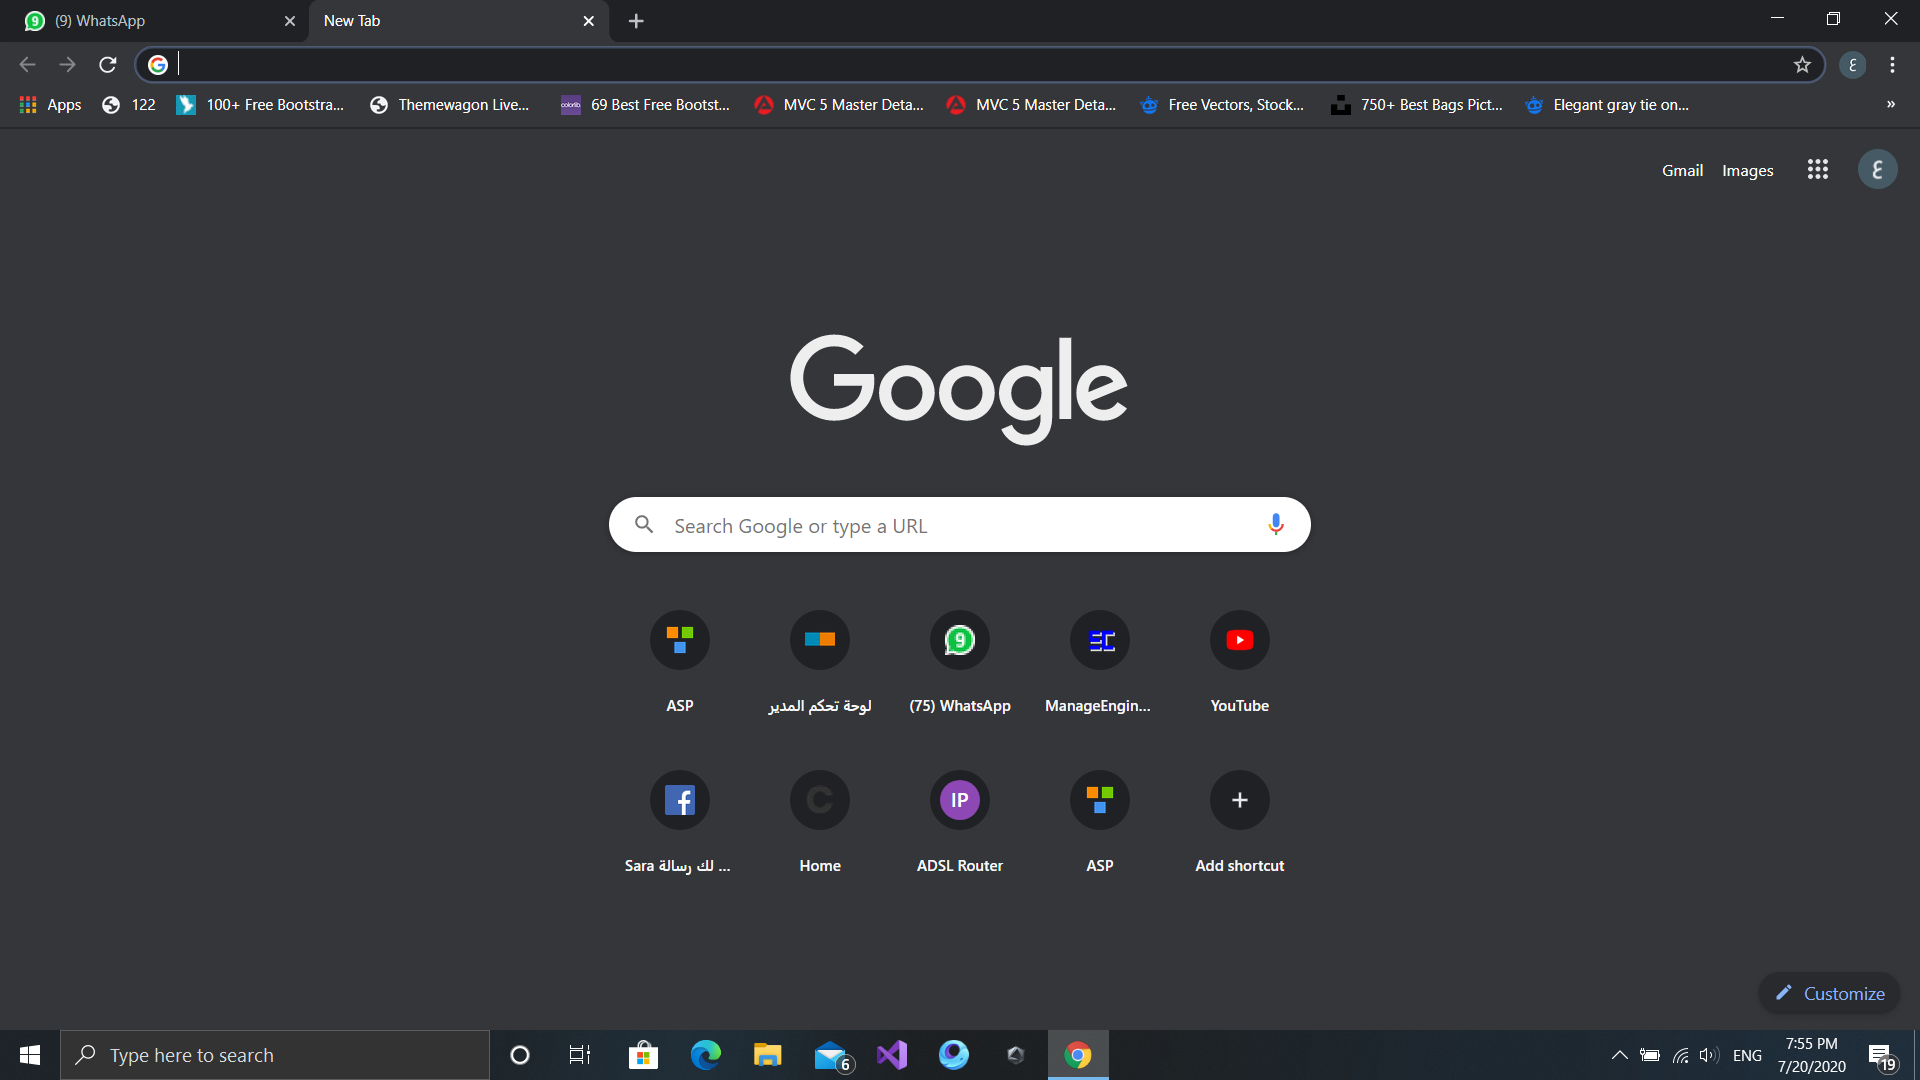 (9) WhatsApp
New Tab
Apps
122
100+ Free Bootstra...
Themewagon Live...
69 Best Free Bootst...
MVC 5 Master Deta...
MVC 5 Master Deta...
Free Vectors, Stock...
750+ Best Bags Pict...
Elegant gray tie on...
»
ع
Gmail
Images
ع
Google
Search Google or type a URL
ASP
لوحة تحكم المدير
9
(75) WhatsApp
ManageEngin...
YouTube
Sara لك رسالة ...
Home
IP
ADSL Router
ASP
Add shortcut
Customize
Type here to search
6
ENG
7:55 PM
7/20/2020
19